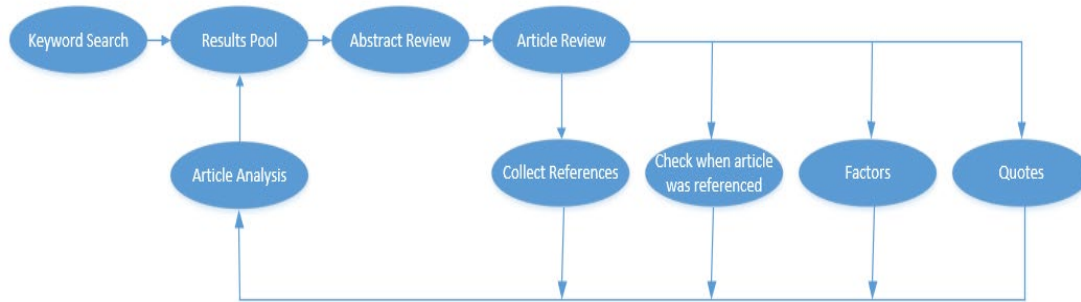 Keyword Search
Results Pool
Abstract Review
Article Review
Article Analysis
Collect References
Check when article
was referenced
Factors
Quotes